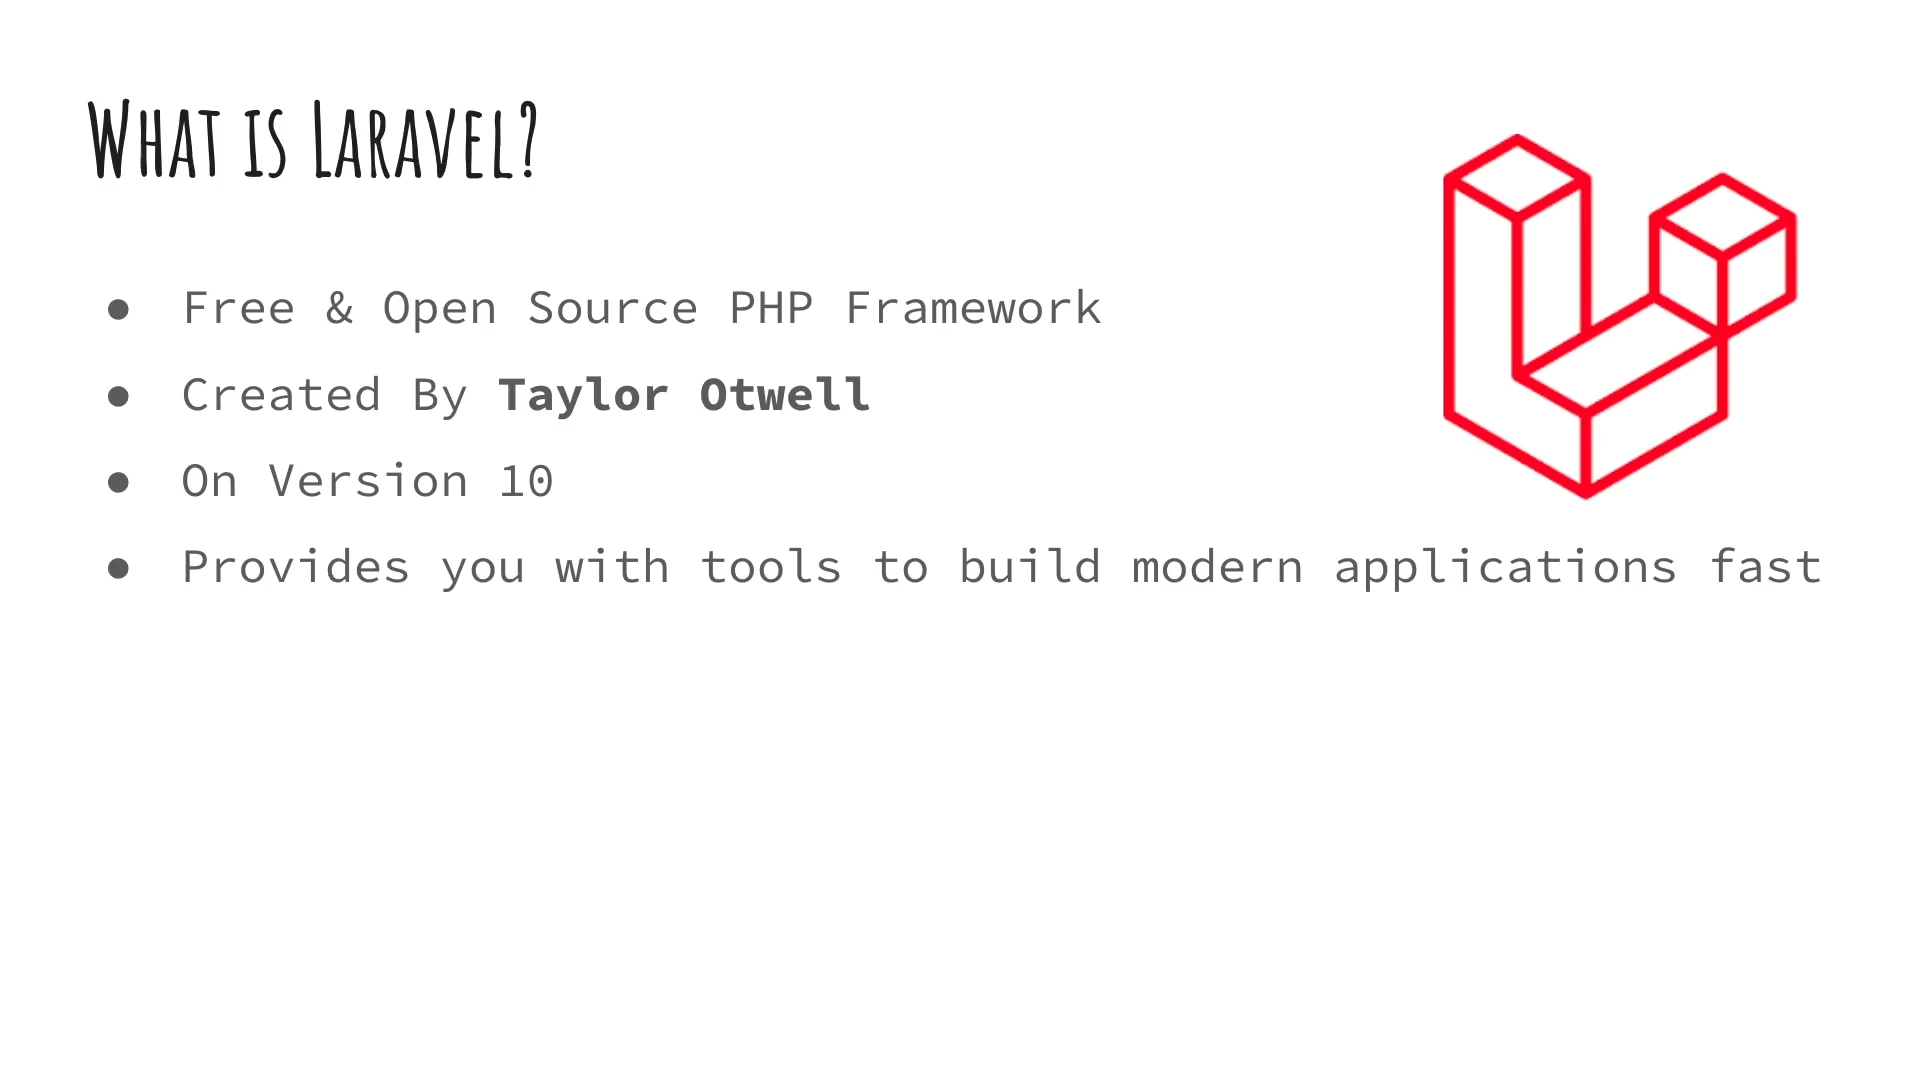 What is Laravel?
● Free & Open Source PHP Framework
● Created By Taylor Otwell
● On Version 10
● Provides you with tools to build modern applications fast